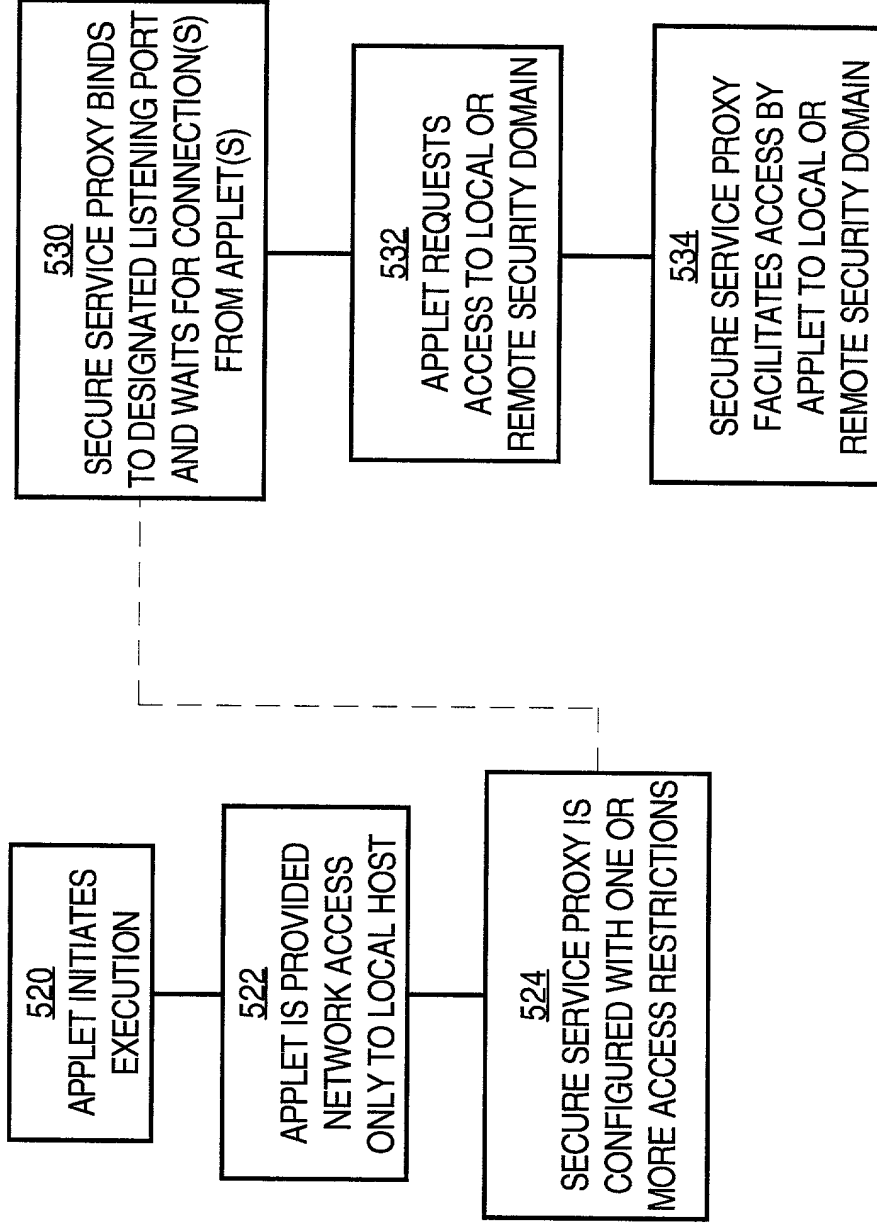 520
APPLET INITIATES
EXECUTION
522
APPLET IS PROVIDED
NETWORK ACCESS
ONLY TO LOCAL HOST
524
SECURE SERVICE PROXY IS
CONFIGURED WITH ONE OR
MORE ACCESS RESTRICTIONS
530
SECURE SERVICE PROXY BINDS
TO DESIGNATED LISTENING PORT
AND WAITS FOR CONNECTION(S)
FROM APPLET(S)
532
APPLET REQUESTS
ACCESS TO LOCAL OR
REMOTE SECURITY DOMAIN
534
SECURE SERVICE PROXY
FACILITATES ACCESS BY
APPLET TO LOCAL OR
REMOTE SECURITY DOMAIN